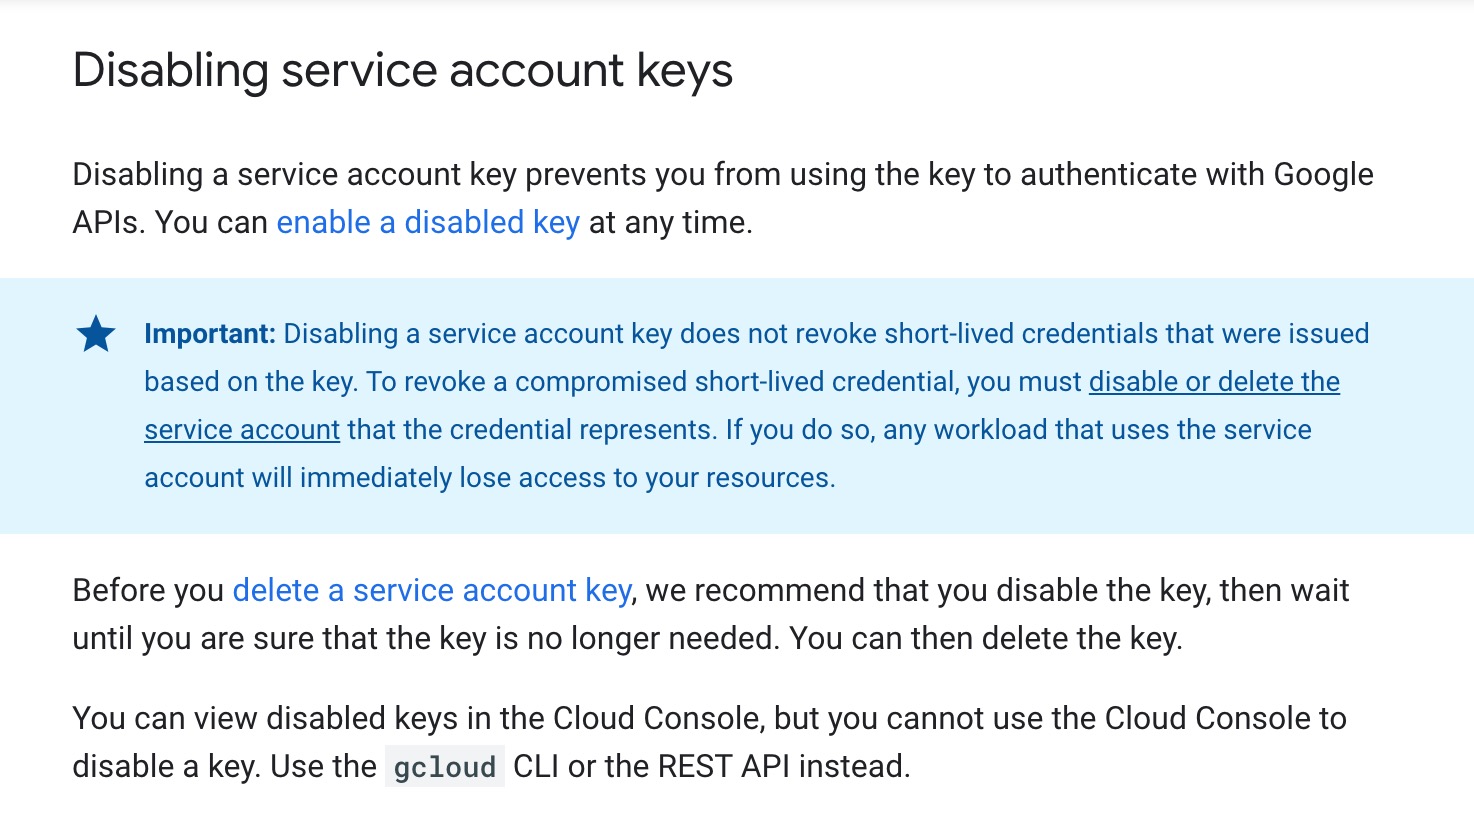 Disabling service account keys
Disabling a service account key prevents you from using the key to authenticate with Google
APIs. You can enable a disabled key at any time.
Important: Disabling a service account key does not revoke short-lived credentials that were issued
based on the key. To revoke a compromised short-lived credential, you must disable or delete the
service account that the credential represents. If you do so, any workload that uses the service
account will immediately lose access to your resources.
Before you delete a service account key, we recommend that you disable the key, then wait
until you are sure that the key is no longer needed. You can then delete the key.
You can view disabled keys in the Cloud Console, but you cannot use the Cloud Console to
disable a key. Use the gcloud CLI or the REST API instead.